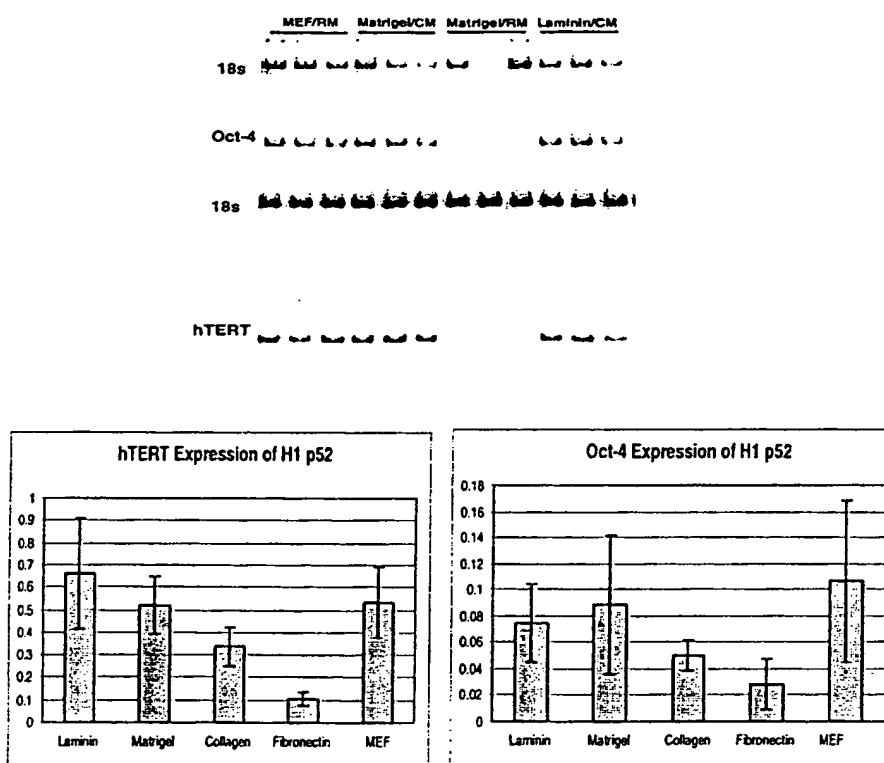 MEF/RM Matrigel/CM Matrigel/RM Laminin/CM
18s
Oct-4
18s
hTERT
hTERT Expression of H1 p52
1
0.9
0.8
0.7
0.6
0.5
0.4
0.3
0.2
0.1
0
Laminin Matrigel Collagen Fibronectin MEF
Oct-4 Expression of H1 p52
0.18
0.16
0.14
0.12
0.1
0.08
0.06
0.04
0.02
0
Laminin Matrigel Collagen Fibronectin MEF